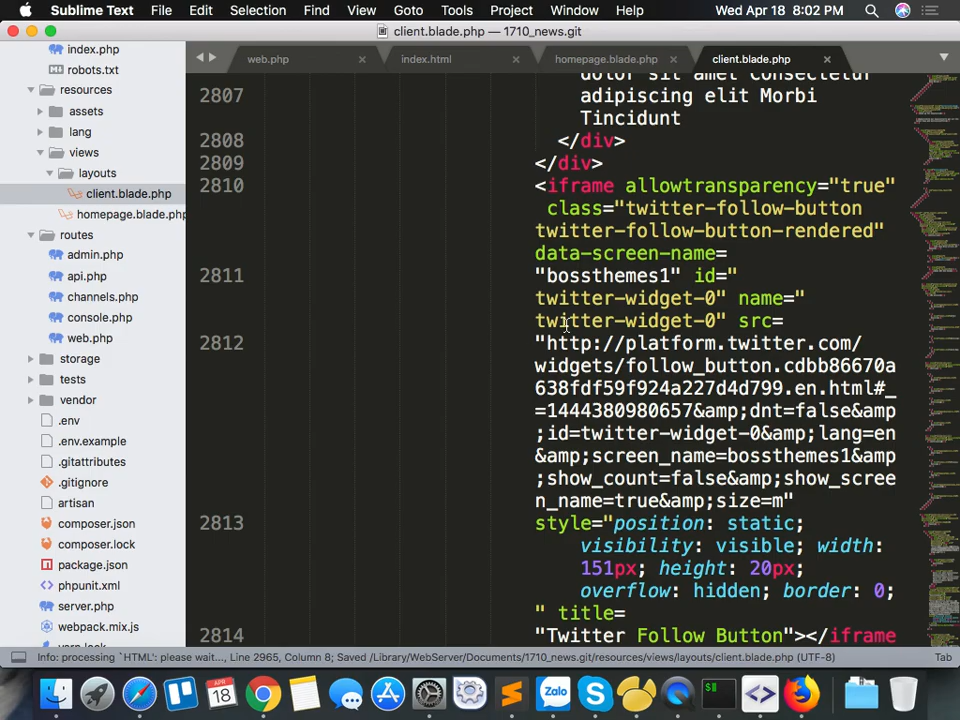 Sublime Text File Edit Selection Find Goto Tools Project Window Help Wed Apr 18 8:02 PM
client.blade.php — 1710_news.git
web.php index.html homepage.blade.php client.blade.php
index.php
robots.txt
resources
assets
lang
views
layouts
client.blade.php
homepage.blade.php
routes
admin.php
api.php
channels.php
console.php
web.php
storage
tests
vendor
.env
.env.example
.gitattributes
.gitignore
artisan
composer.json
composer.lock
package.json
phpunit.xml
server.php
webpack.mix.js
yarn.lock
dolor sit amet Consectetur
2807 adipiscing elit Morbi
Tincidunt
2808 </div>
2809 </div>
2810 <iframe allowtransparency="true"
class="twitter-follow-button
twitter-follow-button-rendered"
data-screen-name=
2811 "bossthemes1" id="
twitter-widget-0" name="
twitter-widget-0" src=
2812 "http://platform.twitter.com/
widgets/follow_button.cdbb86670a
638fdf59f924a227d4d799.en.html#_
=1444380980657&amp;dnt=false&amp
;id=twitter-widget-0&amp;lang=en
&amp;screen_name=bossthemes1&amp
;show_count=false&amp;show_scree
n_name=true&amp;size=m"
2813 style="position: static;
visibility: visible; width:
151px; height: 20px;
overflow: hidden; border: 0;
" title=
2814 "Twitter Follow Button"></iframe
Info: processing `HTML': please wait..., Line 2965, Column 8; Saved /Library/WebServer/Documents/1710_news.git/resources/views/layouts/client.blade.php (UTF-8) Tab
APR
18
Zalo
$▌